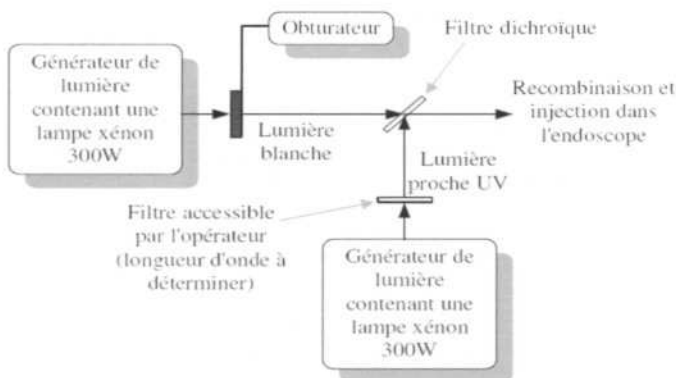 Obturateur
Filtre dichroïque
Générateur de
lumière
contenant une
lampe xénon
300W
Recombinaison et
injection dans
l'endoscope
Lumière
blanche
Lumière
proche UV
Filtre accessible
par l'opérateur
(longueur d'onde à
déterminer)
Générateur de
lumière
contenant une
lampe xénon
300W